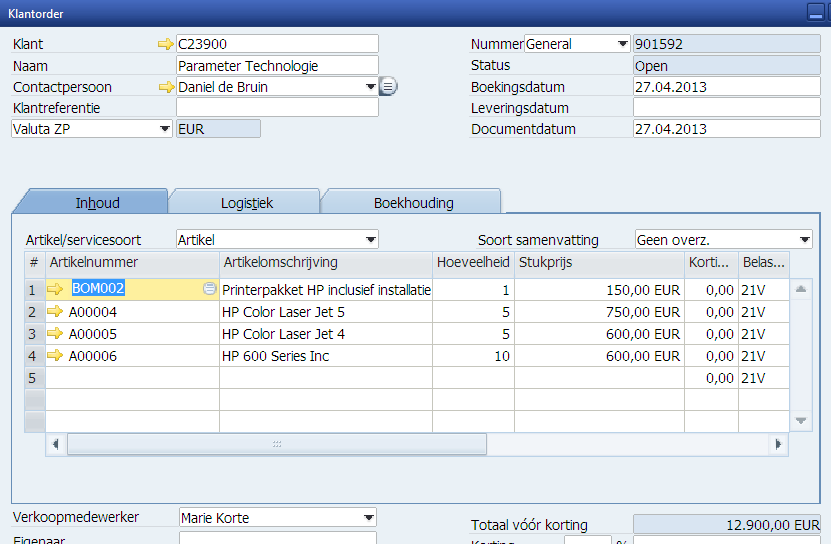 Klantorder
Klant C23900 Nummer General 901592
Naam Parameter Technologie Status Open
Contactpersoon Daniel de Bruin Boekingsdatum 27.04.2013
Klantreferentie Leveringsdatum
Valuta ZP EUR Documentdatum 27.04.2013
Inhoud Logistiek Boekhouding
Artikel/servicesoort Artikel Soort samenvatting Geen overz.
# Artikelnummer Artikelomschrijving Hoeveelheid Stukprijs Korti... Belas...
1 BOM002 Printerpakket HP inclusief installatie 1 150,00 EUR 0,00 21V
2 A00004 HP Color Laser Jet 5 5 750,00 EUR 0,00 21V
3 A00005 HP Color Laser Jet 4 5 600,00 EUR 0,00 21V
4 A00006 HP 600 Series Inc 10 600,00 EUR 0,00 21V
5 0,00 21V
Verkoopmedewerker Marie Korte Totaal vóór korting 12.900,00 EUR
Eigenaar Korting %